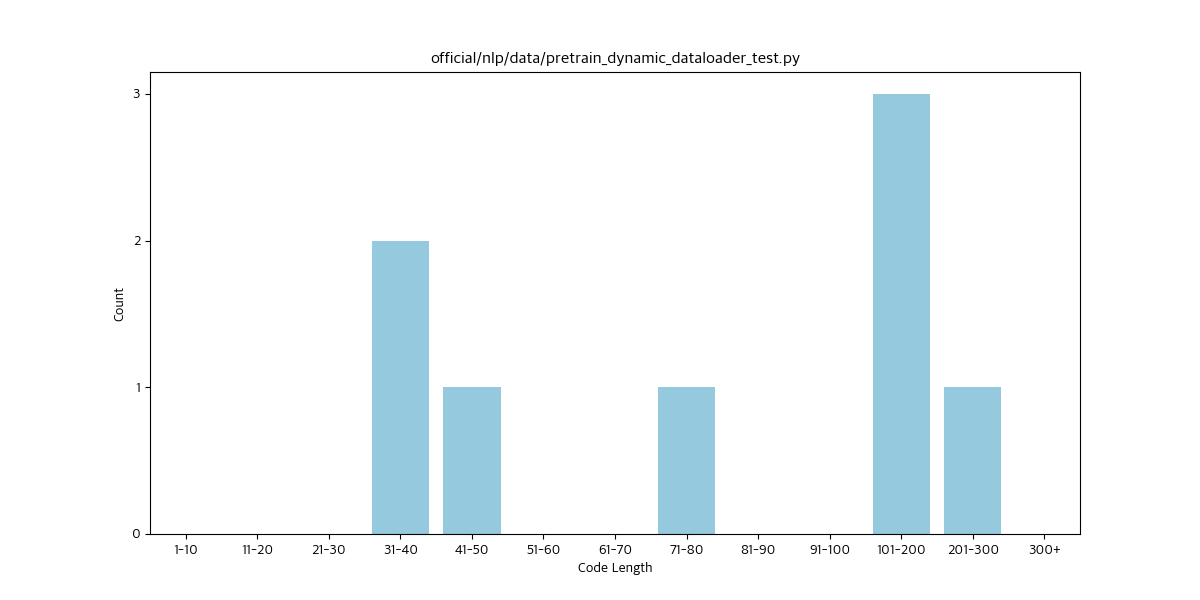 official/nlp/data/pretrain_dynamic_dataloader_test.py
3
2
1
0
Count
1-10 11-20 21-30 31-40 41-50 51-60 61-70 71-80 81-90 91-100 101-200 201-300 300+
Code Length